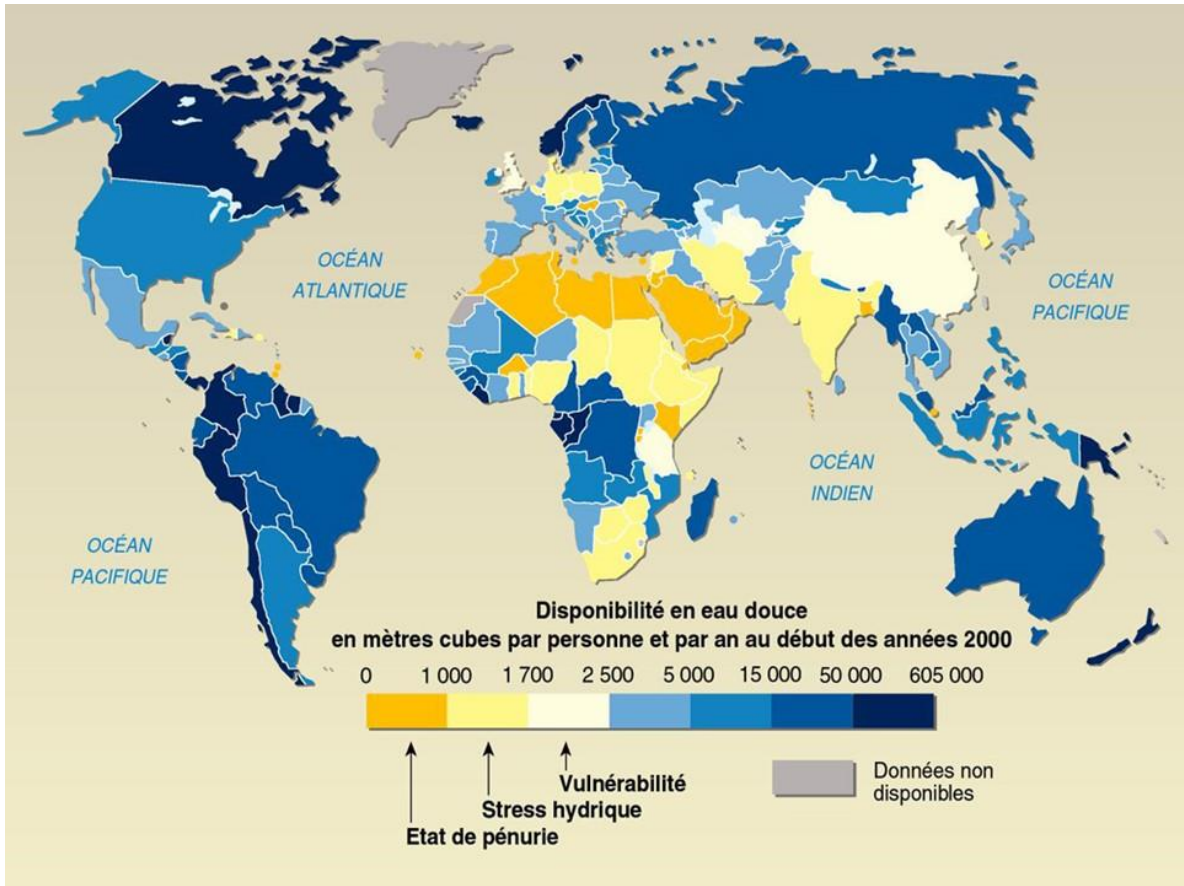 OCÉAN
ATLANTIQUE
OCÉAN
PACIFIQUE
OCÉAN
INDIEN
OCÉAN
PACIFIQUE
Disponibilité en eau douce
en mètres cubes par personne et par an au début des années 2000
0 1 000 1 700 2 500 5 000 15 000 50 000 605 000
Vulnérabilité
Stress hydrique
Etat de pénurie
Données non
disponibles